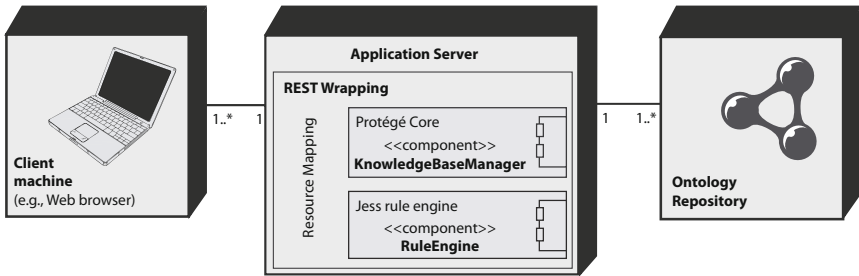 Client
machine
(e.g., Web browser)
1..*
1
Application Server
REST Wrapping
Resource Mapping
Protégé Core
<<component>>
KnowledgeBaseManager
Jess rule engine
<<component>>
RuleEngine
1
1..*
Ontology
Repository